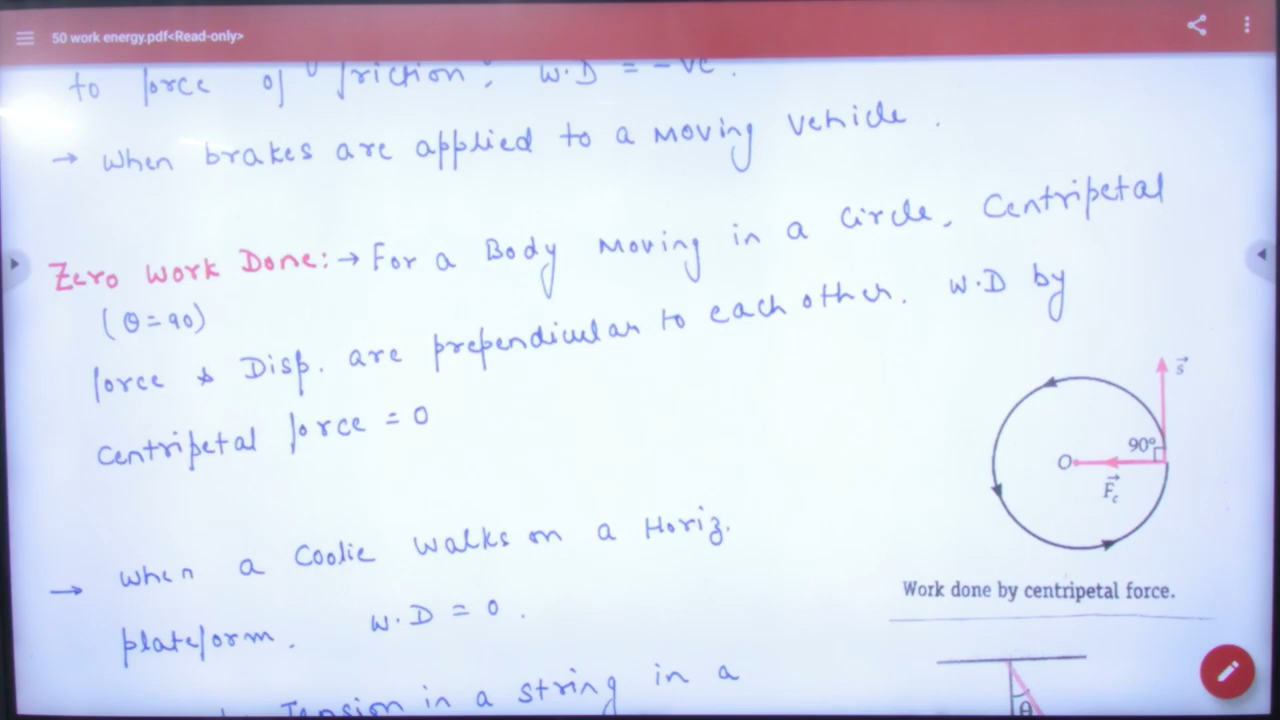 50 work energy.pdf<Read-only>
to force of friction, W.D = -ve.
→ When brakes are applied to a moving vehicle.
Zero Work Done: → For a Body moving in a circle, Centripetal
(θ=90)
force & Disp. are prependicular to each other. W.D by
centripetal force = 0
→ When a Coolie walks on a Horiz.
plateform. W.D = 0.
Tension in a string in a
s⃗
90°
O
F⃗c
Work done by centripetal force.
θ